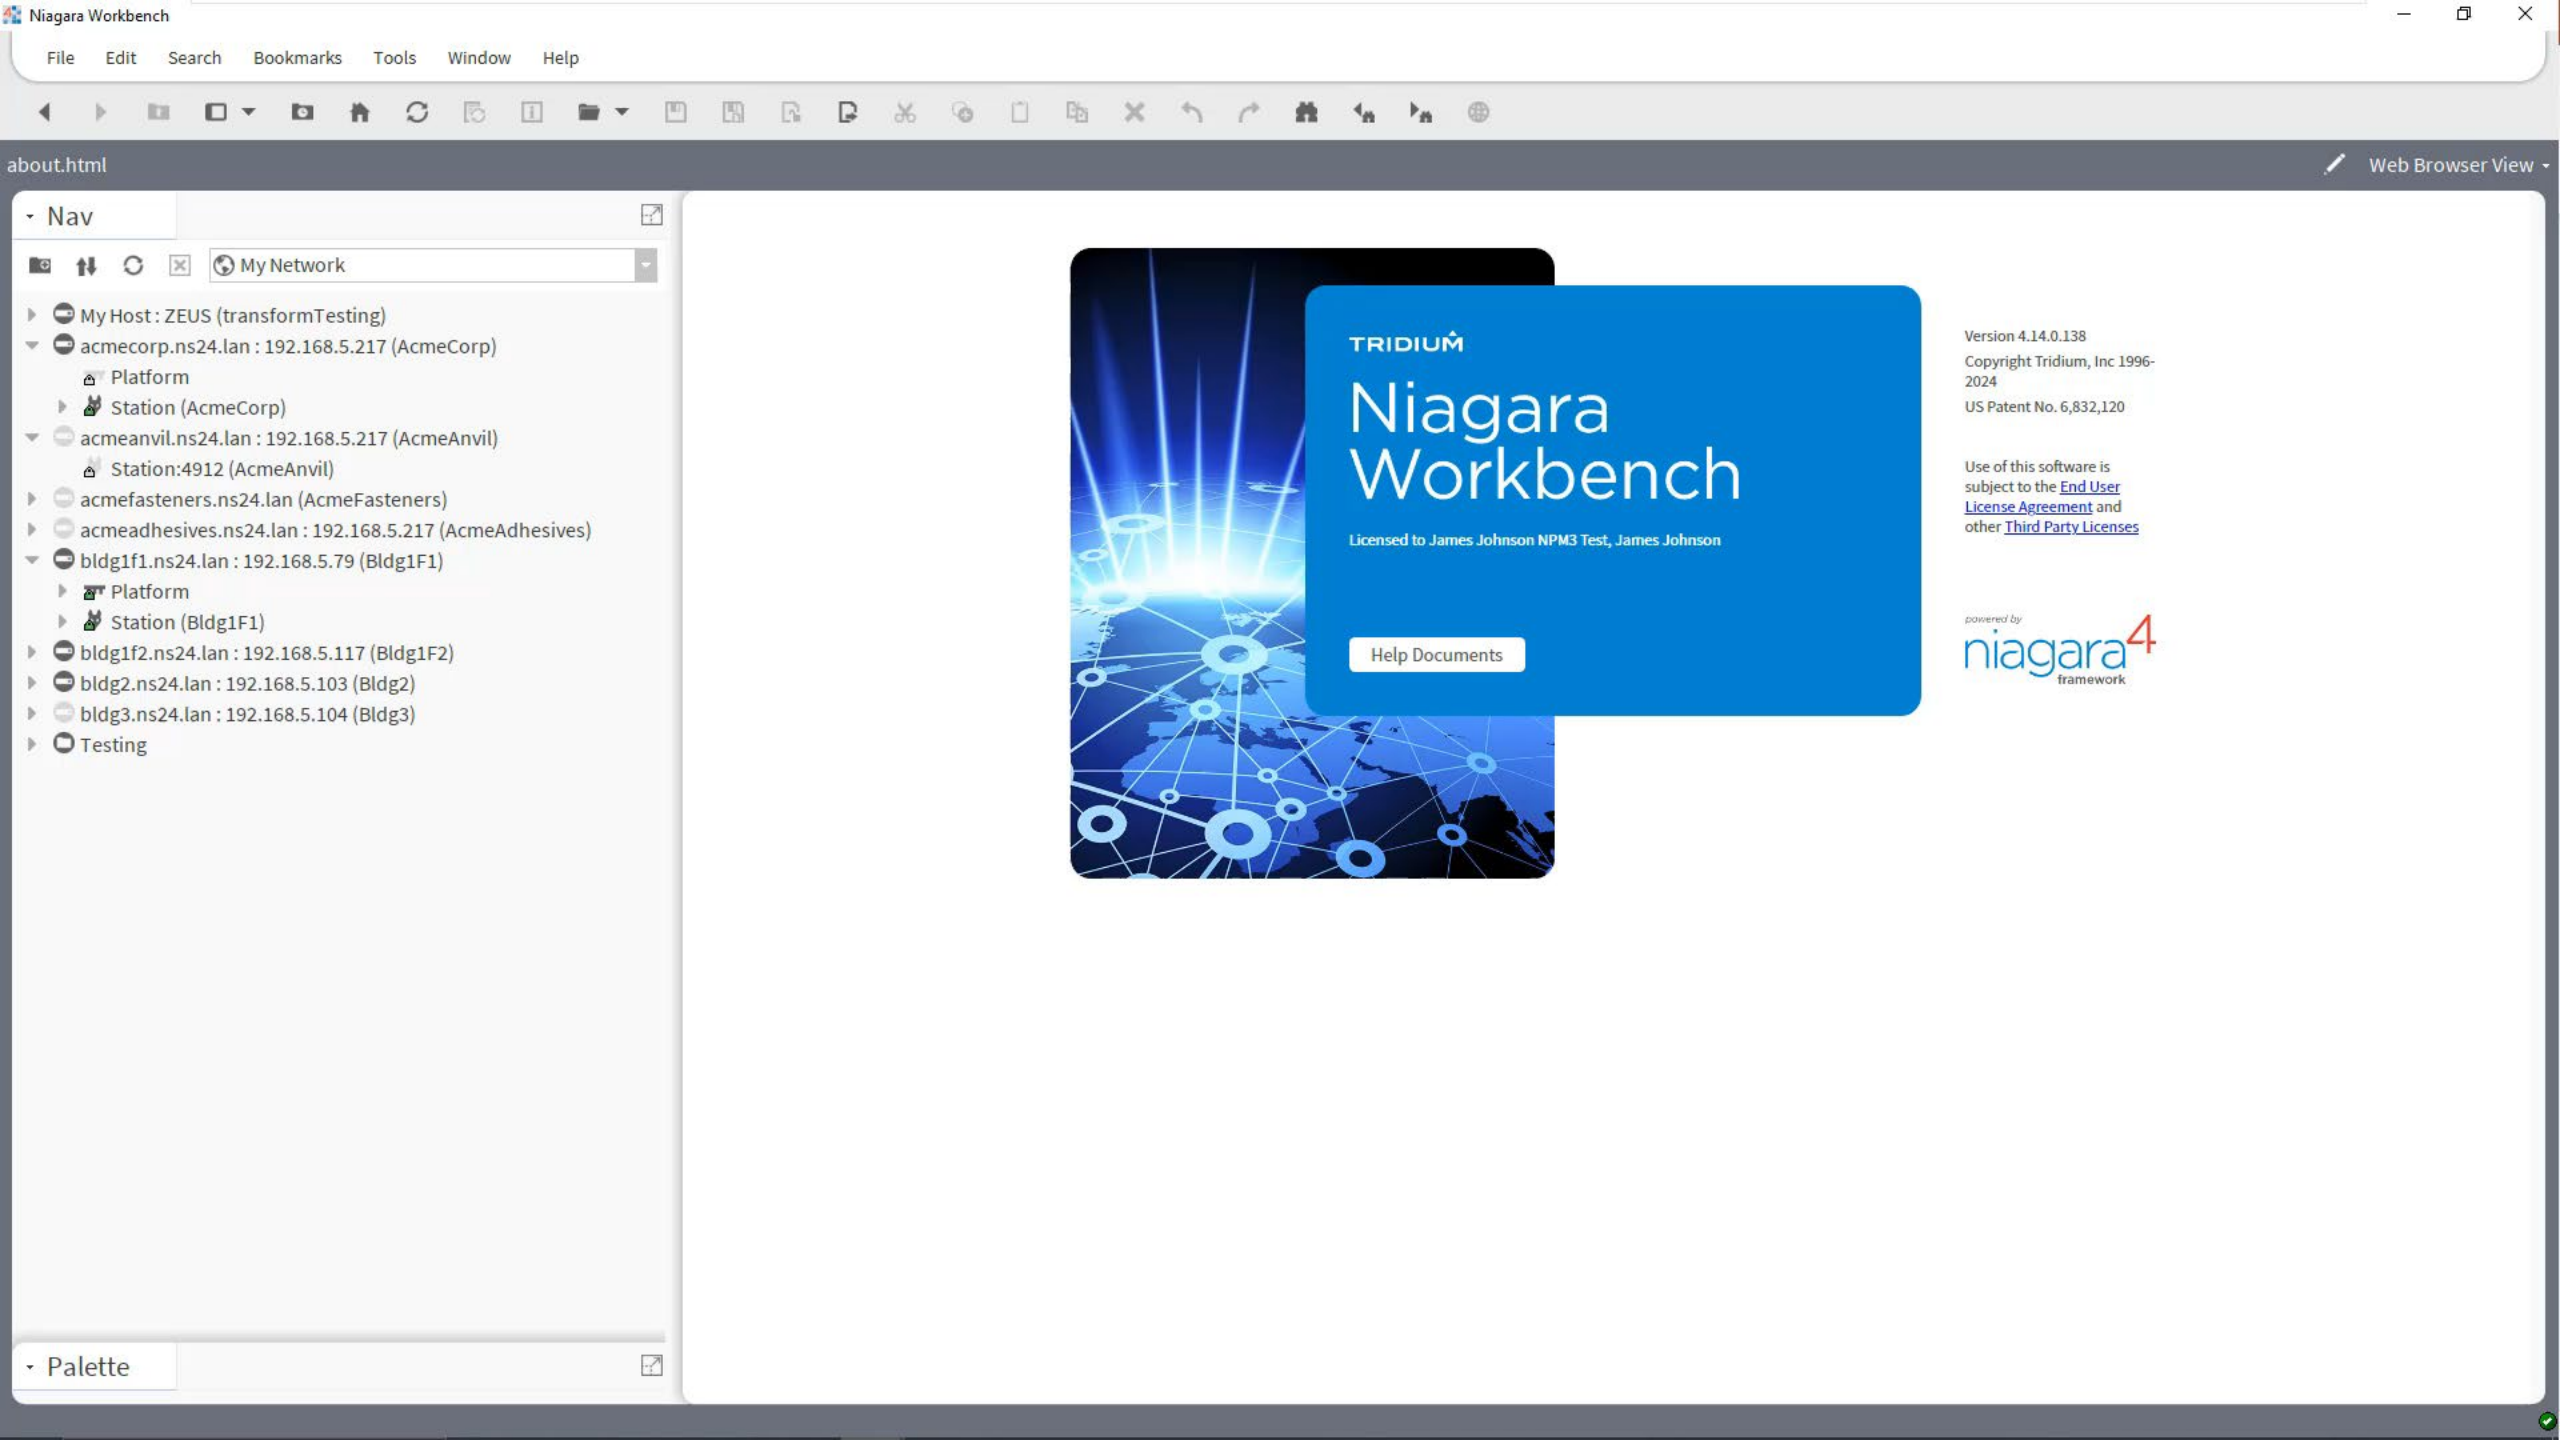 Niagara Workbench
File Edit Search Bookmarks Tools Window Help
about.html
Web Browser View
Nav
My Network
My Host : ZEUS (transformTesting)
acmecorp.ns24.lan : 192.168.5.217 (AcmeCorp)
Platform
Station (AcmeCorp)
acmeanvil.ns24.lan : 192.168.5.217 (AcmeAnvil)
Station:4912 (AcmeAnvil)
acmefasteners.ns24.lan (AcmeFasteners)
acmeadhesives.ns24.lan : 192.168.5.217 (AcmeAdhesives)
bldg1f1.ns24.lan : 192.168.5.79 (Bldg1F1)
Platform
Station (Bldg1F1)
bldg1f2.ns24.lan : 192.168.5.117 (Bldg1F2)
bldg2.ns24.lan : 192.168.5.103 (Bldg2)
bldg3.ns24.lan : 192.168.5.104 (Bldg3)
Testing
Palette
TRIDIUM
Niagara
Workbench
Licensed to James Johnson NPM3 Test, James Johnson
Help Documents
Version 4.14.0.138
Copyright Tridium, Inc 1996-
2024
US Patent No. 6,832,120
Use of this software is
subject to the End User
License Agreement and
other Third Party Licenses
powered by
niagara4
framework